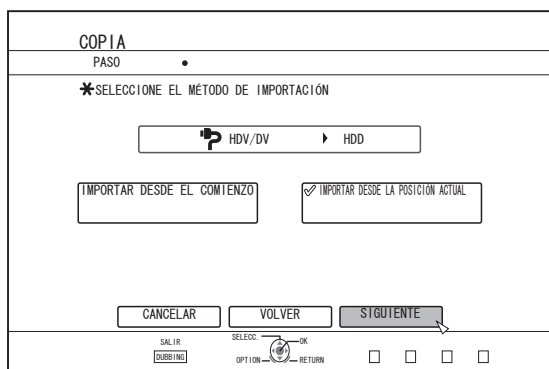 COPIA
PASO
SELECCIONE EL MÉTODO DE IMPORTACIÓN
HDV/DV HDD
IMPORTAR DESDE EL COMIENZO
IMPORTAR DESDE LA POSICIÓN ACTUAL
CANCELAR VOLVER SIGUIENTE
SALIR
DUBBING
SELECC.
OK
OPTION
RETURN